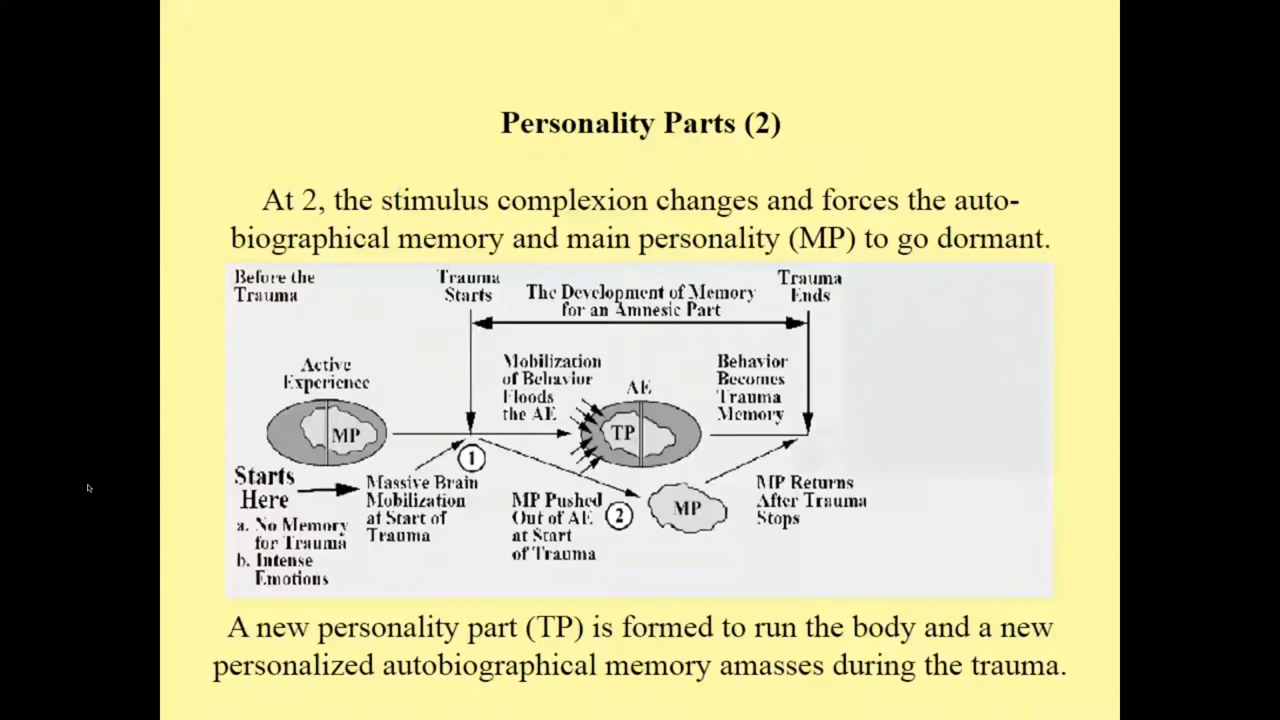 Personality Parts (2)
At 2, the stimulus complexion changes and forces the auto-
biographical memory and main personality (MP) to go dormant.
Before the
Trauma
Trauma
Starts
The Development of Memory
for an Amnesic Part
Trauma
Ends
Active
Experience
MP
Mobilization
of Behavior
Floods
the AE
AE
TP
Behavior
Becomes
Trauma
Memory
1
Starts
Here
a. No Memory
for Trauma
b. Intense
Emotions
Massive Brain
Mobilization
at Start of
Trauma
MP Pushed
Out of AE
at Start
of Trauma
2
MP
MP Returns
After Trauma
Stops
A new personality part (TP) is formed to run the body and a new
personalized autobiographical memory amasses during the trauma.